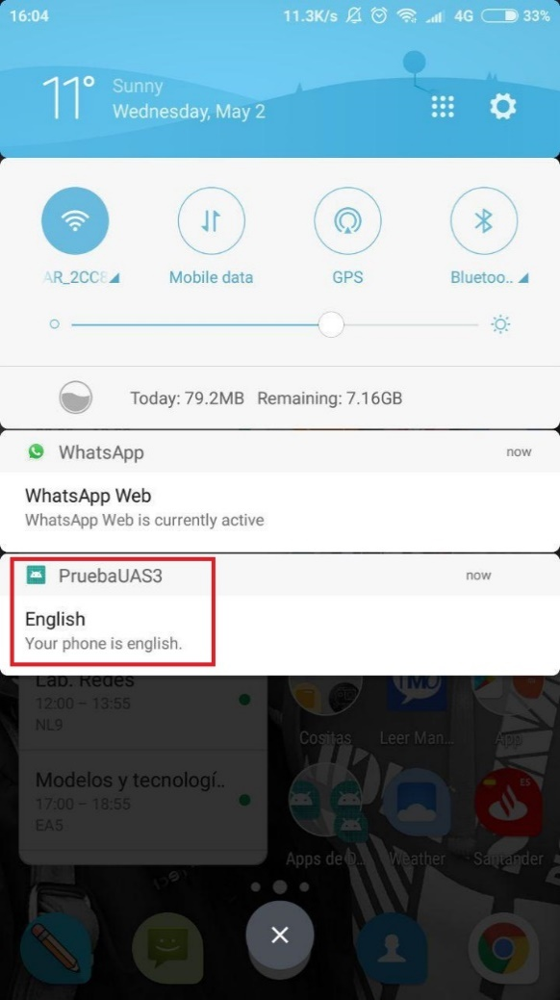 16:04 11.3K/s 4G 33%
11° Sunny
Wednesday, May 2
AR_2CC8 Mobile data GPS Bluetoo..
Today: 79.2MB Remaining: 7.16GB
WhatsApp now
WhatsApp Web
WhatsApp Web is currently active
PruebaUAS3 now
English
Your phone is english.
Lab. Redes
12:00 – 13:55
NL9
Cositas Leer Man... App
Modelos y tecnologí..
17:00 – 18:55
EA5
ES
Apps de D... Weather Santander